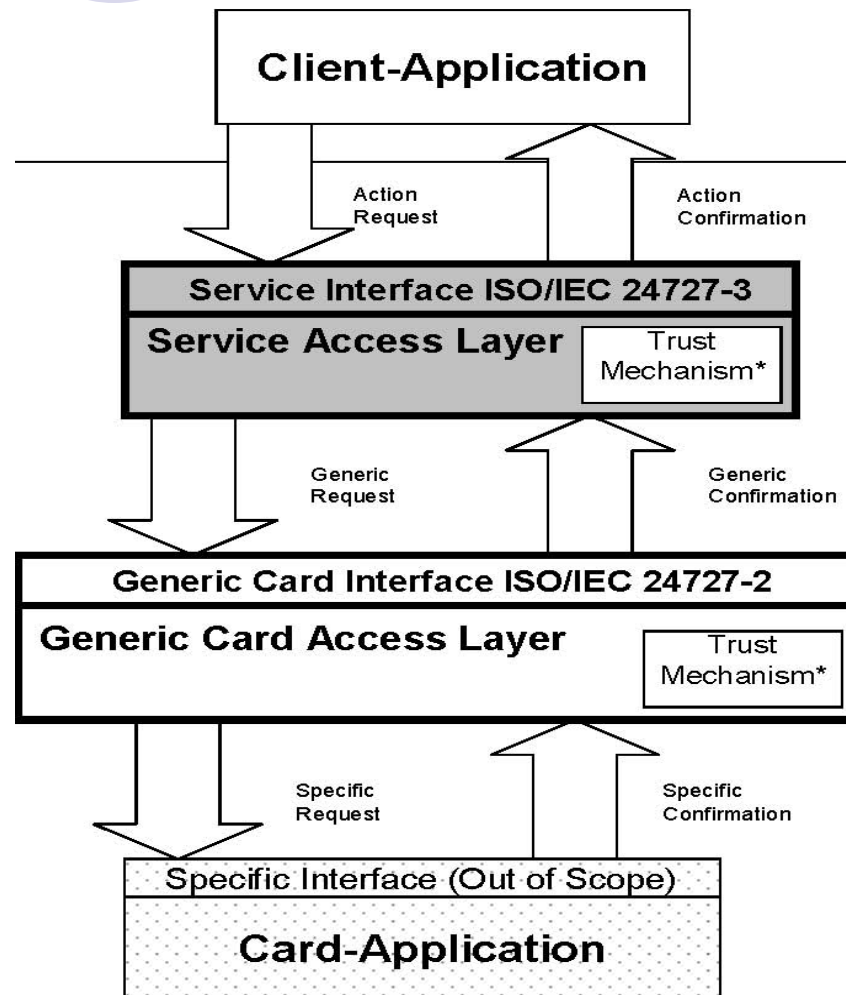 Client-Application
Action
Request
Action
Confirmation
Service Interface ISO/IEC 24727-3
Service Access Layer
Trust
Mechanism*
Generic
Request
Generic
Confirmation
Generic Card Interface ISO/IEC 24727-2
Generic Card Access Layer
Trust
Mechanism*
Specific
Request
Specific
Confirmation
Specific Interface (Out of Scope)
Card-Application